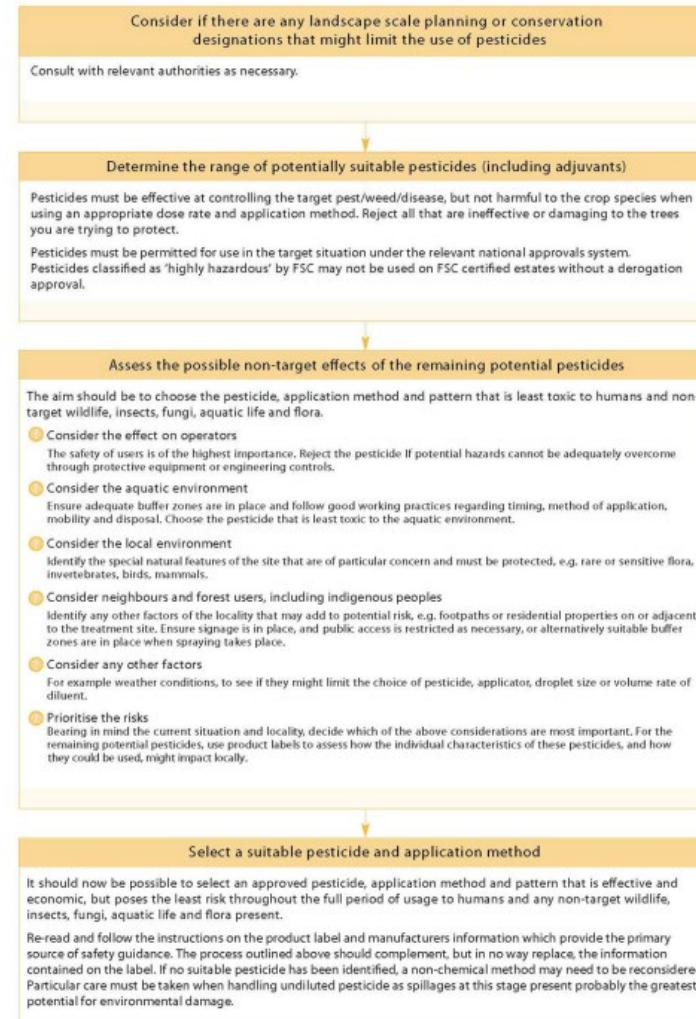 Consider if there are any landscape scale planning or conservation
designations that might limit the use of pesticides
Consult with relevant authorities as necessary.
Determine the range of potentially suitable pesticides (including adjuvants)
Pesticides must be effective at controlling the target pest/weed/disease, but not harmful to the crop species when
using an appropriate dose rate and application method. Reject all that are ineffective or damaging to the trees
you are trying to protect.
Pesticides must be permitted for use in the target situation under the relevant national approvals system.
Pesticides classified as 'highly hazardous' by FSC may not be used on FSC certified estates without a derogation
approval.
Assess the possible non-target effects of the remaining potential pesticides
The aim should be to choose the pesticide, application method and pattern that is least toxic to humans and non-
target wildlife, insects, fungi, aquatic life and flora.
Consider the effect on operators
The safety of users is of the highest importance. Reject the pesticide If potential hazards cannot be adequately overcome
through protective equipment or engineering controls.
Consider the aquatic environment
Ensure adequate buffer zones are in place and follow good working practices regarding timing, method of application,
mobility and disposal. Choose the pesticide that is least toxic to the aquatic environment.
Consider the local environment
Identify the special natural features of the site that are of particular concern and must be protected, e.g. rare or sensitive flora,
invertebrates, birds, mammals.
Consider neighbours and forest users, including indigenous peoples
Identify any other factors of the locality that may add to potential risk, e.g. footpaths or residential properties on or adjacent
to the treatment site. Ensure signage is in place, and public access is restricted as necessary, or alternatively suitable buffer
zones are in place when spraying takes place.
Consider any other factors
For example weather conditions, to see if they might limit the choice of pesticide, applicator, droplet size or volume rate of
diluent.
Prioritise the risks
Bearing in mind the current situation and locality, decide which of the above considerations are most important. For the
remaining potential pesticides, use product labels to assess how the individual characteristics of these pesticides, and how
they could be used, might impact locally.
Select a suitable pesticide and application method
It should now be possible to select an approved pesticide, application method and pattern that is effective and
economic, but poses the least risk throughout the full period of usage to humans and any non-target wildlife,
insects, fungi, aquatic life and flora present.
Re-read and follow the instructions on the product label and manufacturers information which provide the primary
source of safety guidance. The process outlined above should complement, but in no way replace, the information
contained on the label. If no suitable pesticide has been identified, a non-chemical method may need to be reconsidere
Particular care must be taken when handling undiluted pesticide as spillages at this stage present probably the greatest
potential for environmental damage.